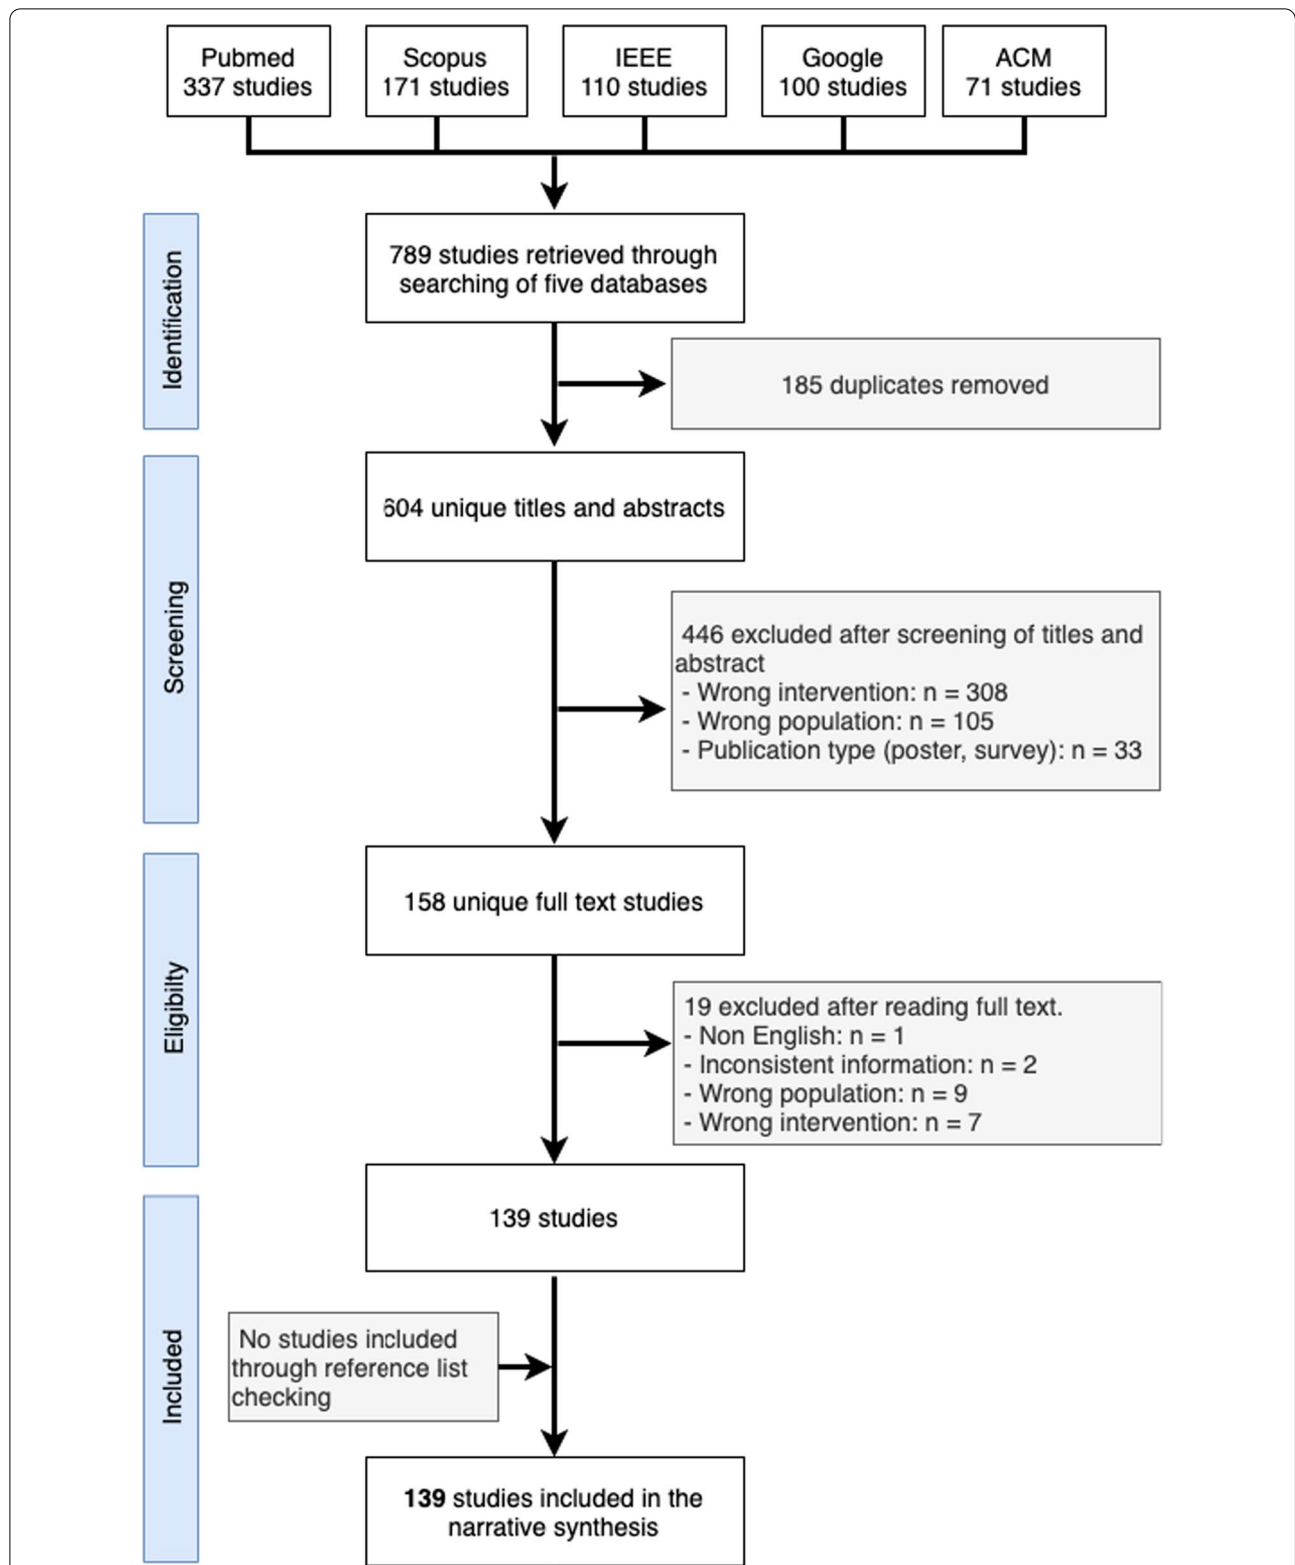 Pubmed
337 studies
Scopus
171 studies
IEEE
110 studies
Google
100 studies
ACM
71 studies
Identification
789 studies retrieved through
searching of five databases
185 duplicates removed
Screening
604 unique titles and abstracts
446 excluded after screening of titles and
abstract
- Wrong intervention: n = 308
- Wrong population: n = 105
- Publication type (poster, survey): n = 33
Eligibilty
158 unique full text studies
19 excluded after reading full text.
- Non English: n = 1
- Inconsistent information: n = 2
- Wrong population: n = 9
- Wrong intervention: n = 7
Included
139 studies
No studies included
through reference list
checking
139 studies included in the
narrative synthesis